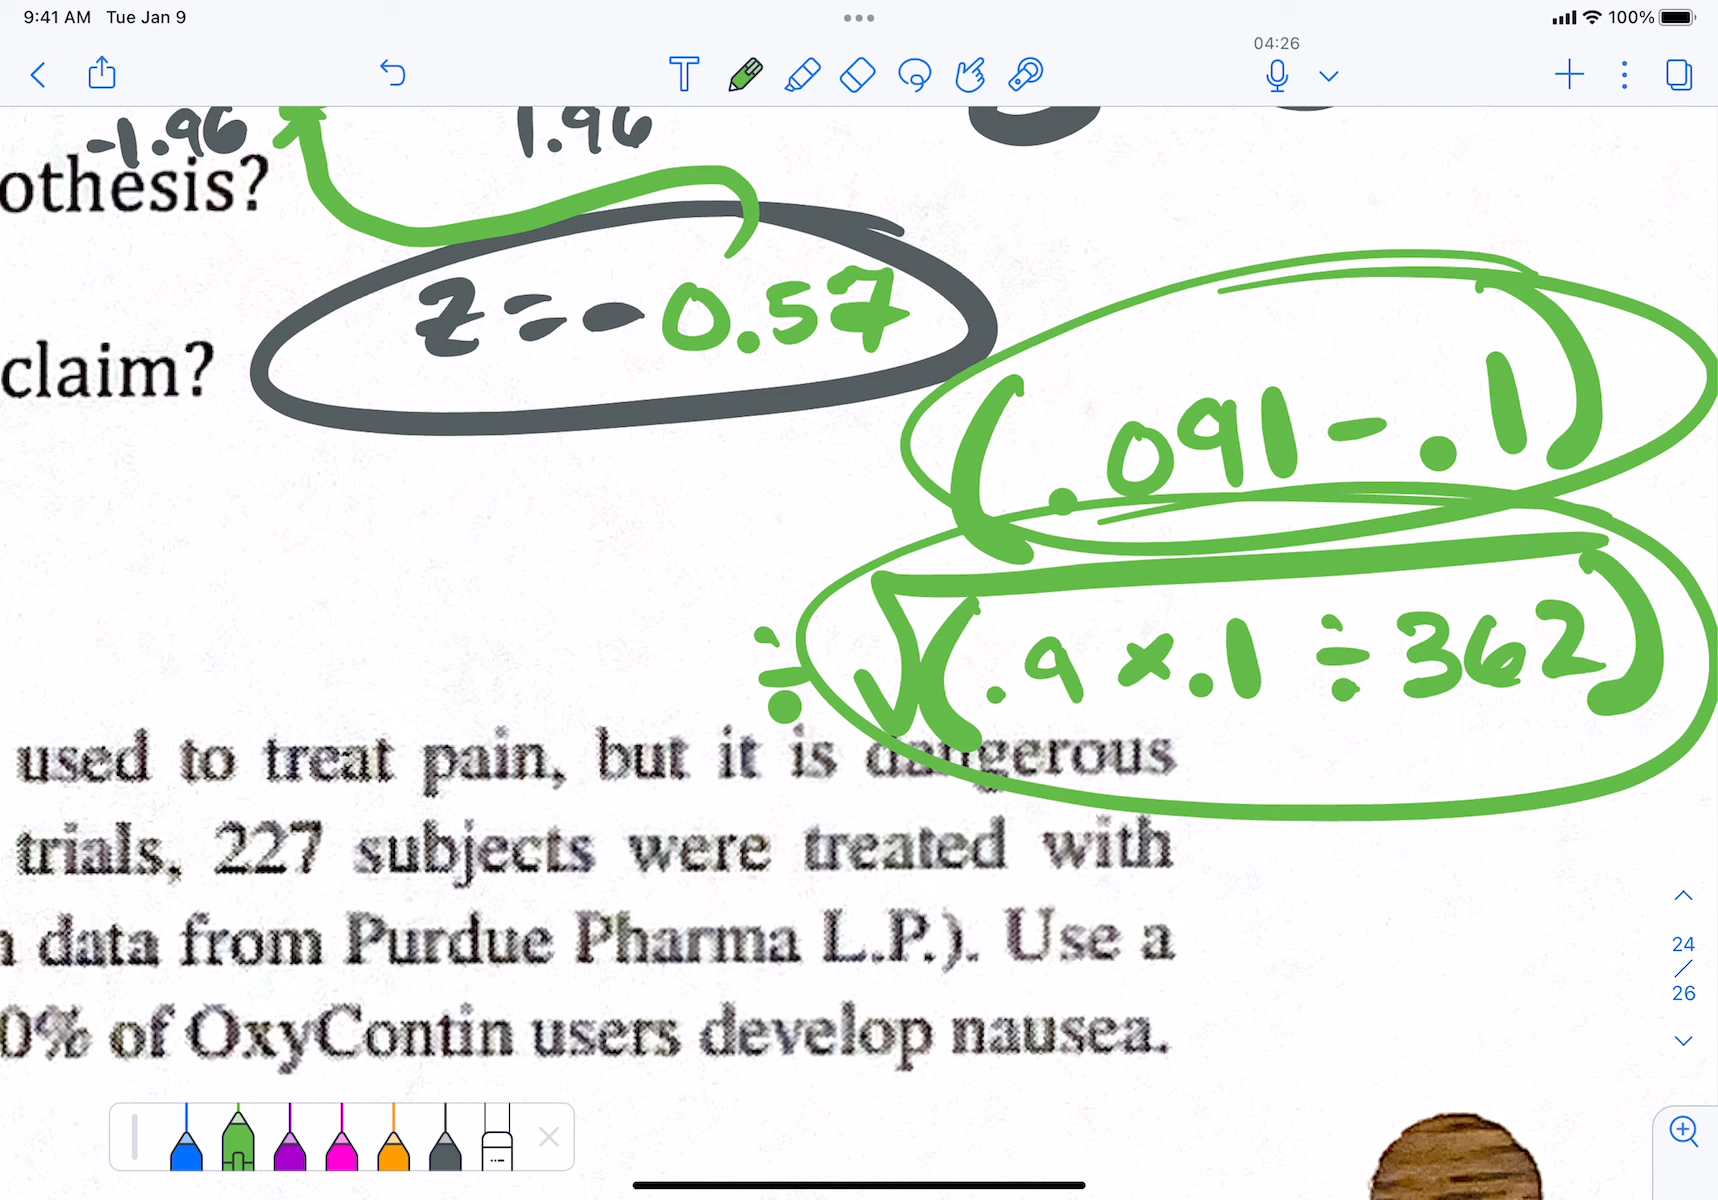 9:41 AM Tue Jan 9
100%
04:26
-1.96 1.96
othesis?
z = - 0.57
claim?
(.091 - .1)
÷ √(.9 × .1 ÷ 362)
used to treat pain, but it is dangerous
trials, 227 subjects were treated with
data from Purdue Pharma L.P.). Use a
24
/
26
0% of OxyContin users develop nausea.